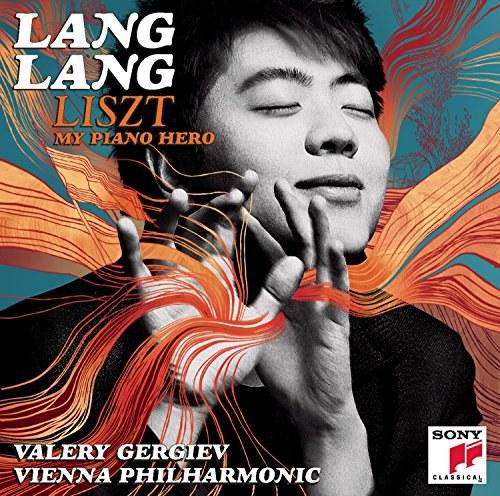 LANG
LANG
LISZT
MY PIANO HERO
VALERY GERGIEV
VIENNA PHILHARMONIC
SONY
CLASSICAL